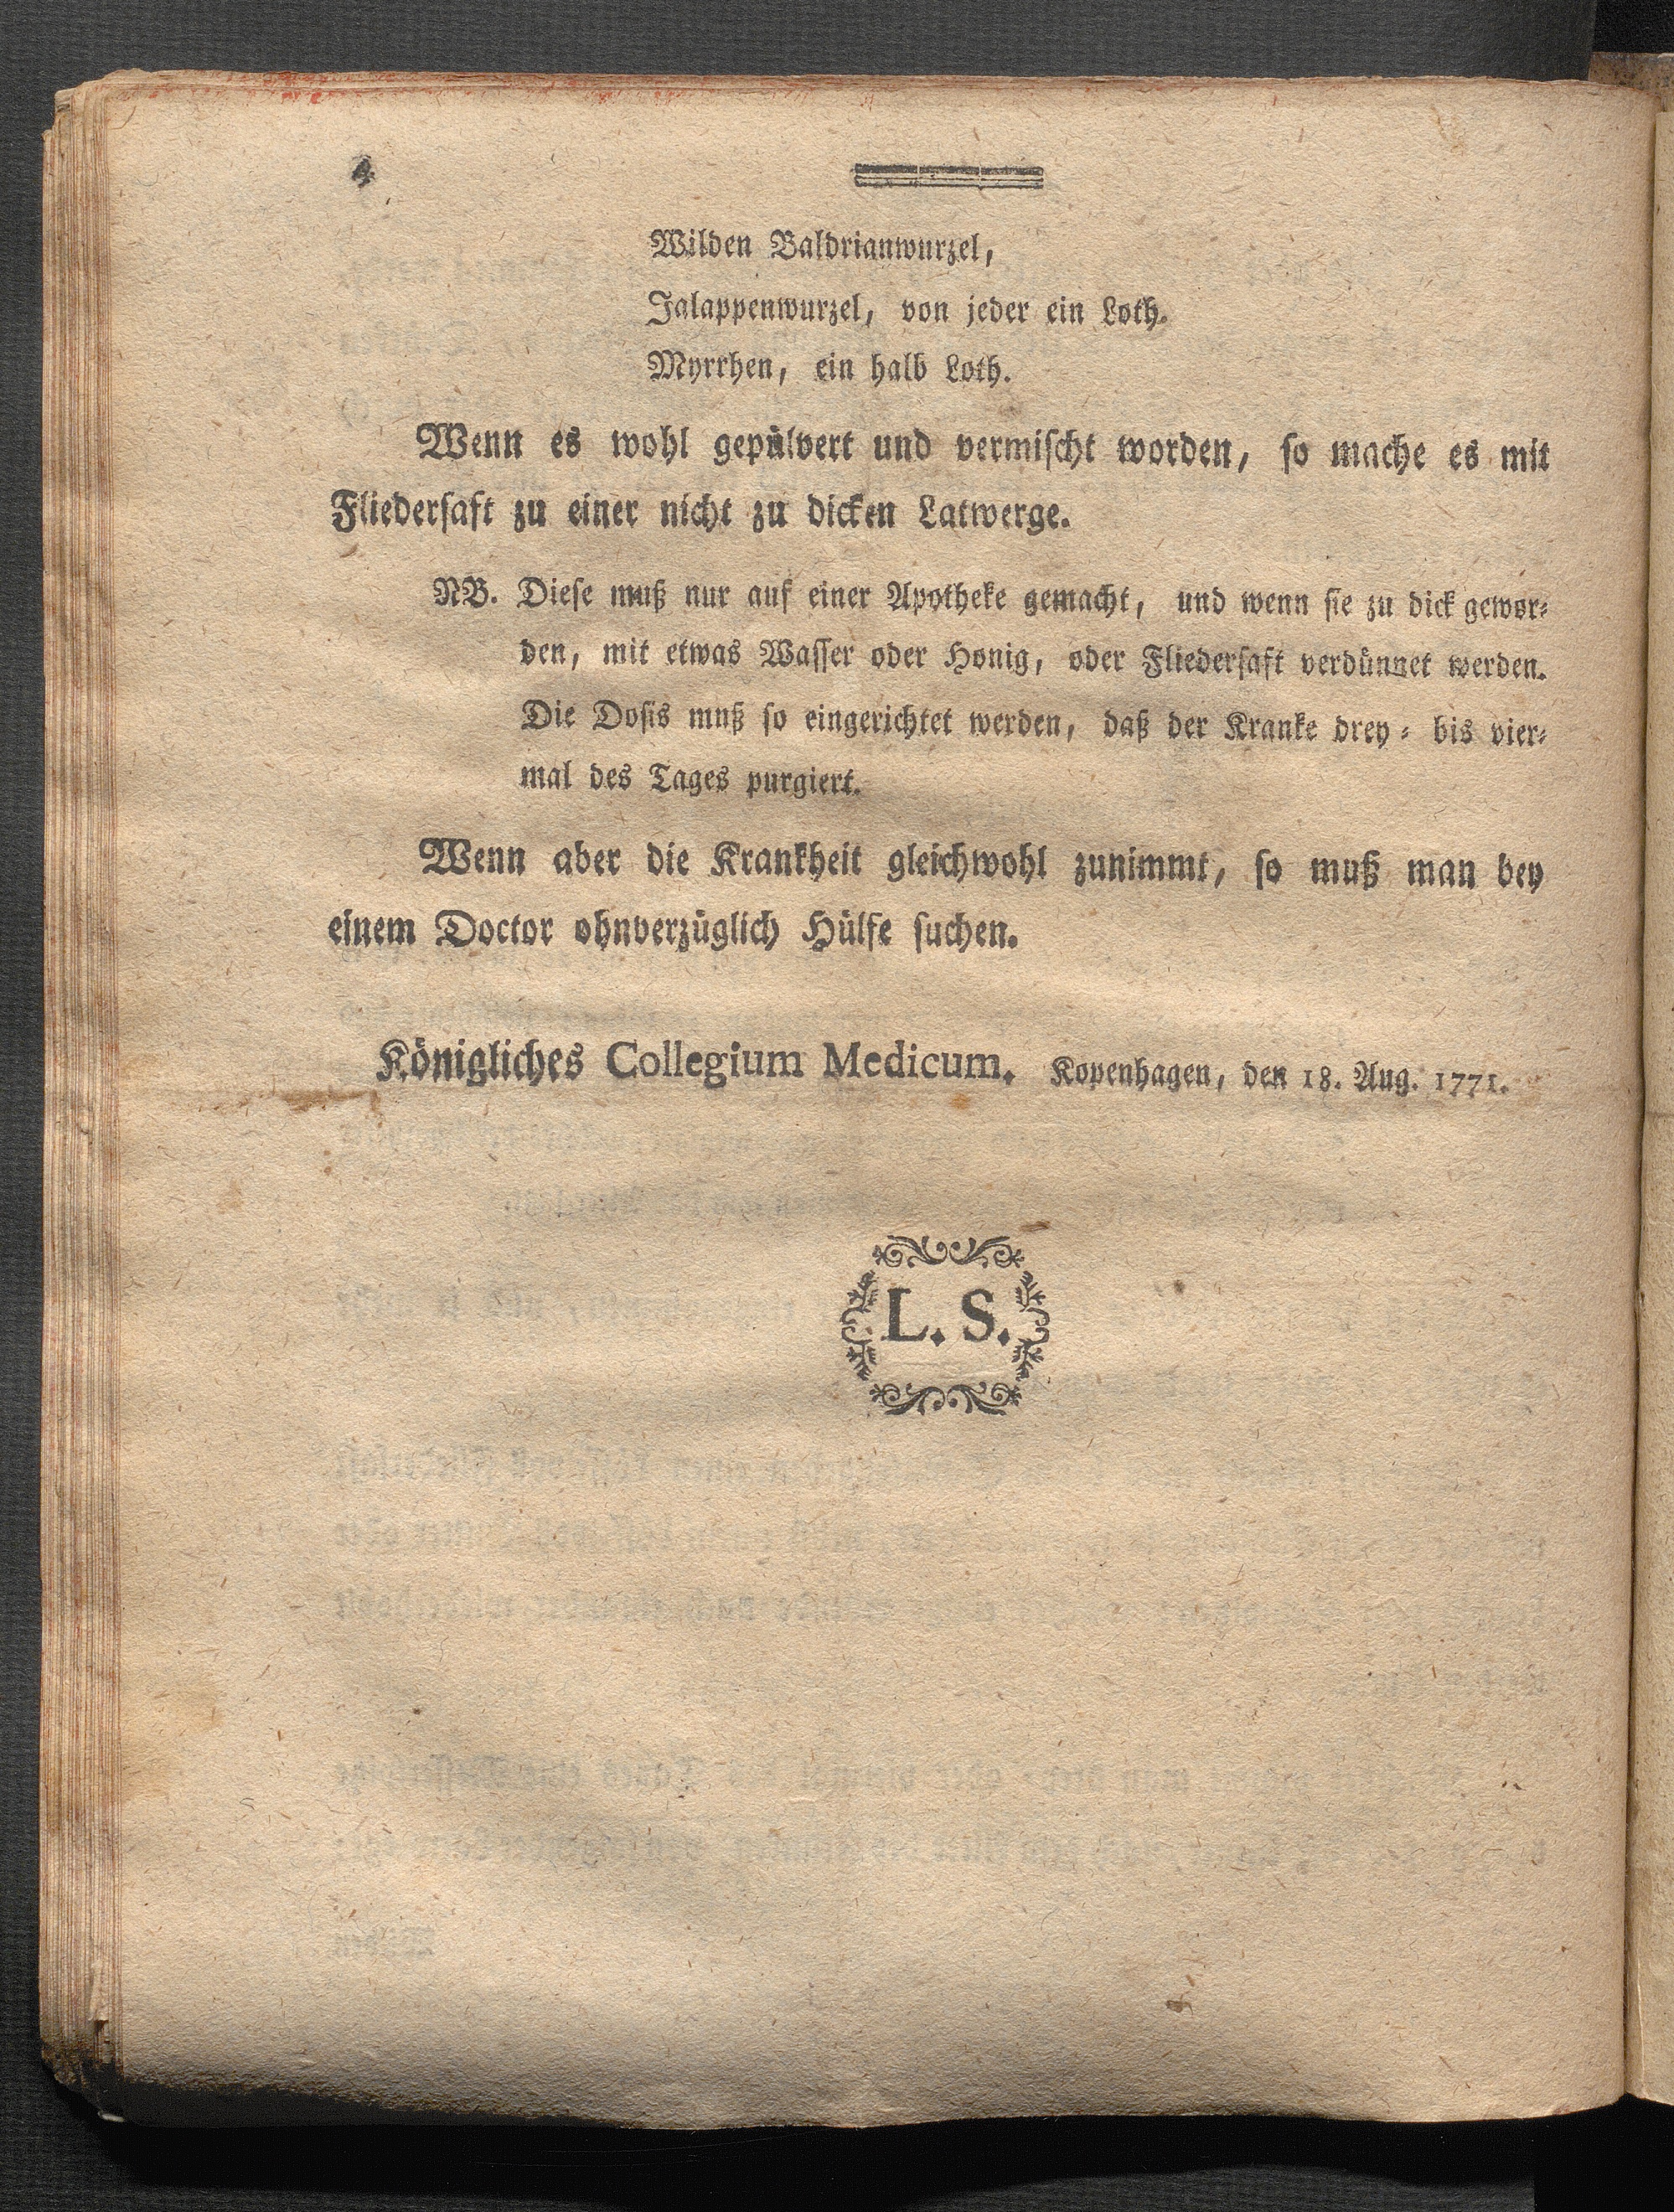 4
Wilden Baldrianwurzel,
Jalappenwurzel, von jeder ein Loth.
Myrrhen, ein halb Loth.
Wenn es wohl gepülvert und vermischt worden, so mache es mit
Fliedersaft zu einer nicht zu dicken Latwerge.
NB. Diese muß nur auf einer Apotheke gemacht, und wenn sie zu dick gewor-
den, mit etwas Wasser oder Honig, oder Fliedersaft verdünnet werden.
Die Dosis muß so eingerichtet werden, daß der Kranke drey- bis vier-
mal des Tages purgiert.
Wenn aber die Krankheit gleichwohl zunimmt, so muß man bey
einem Doctor ohnverzüglich Hülfe suchen.
Königliches Collegium Medicum. Kopenhagen, den 18. Aug. 1771.
L. S.